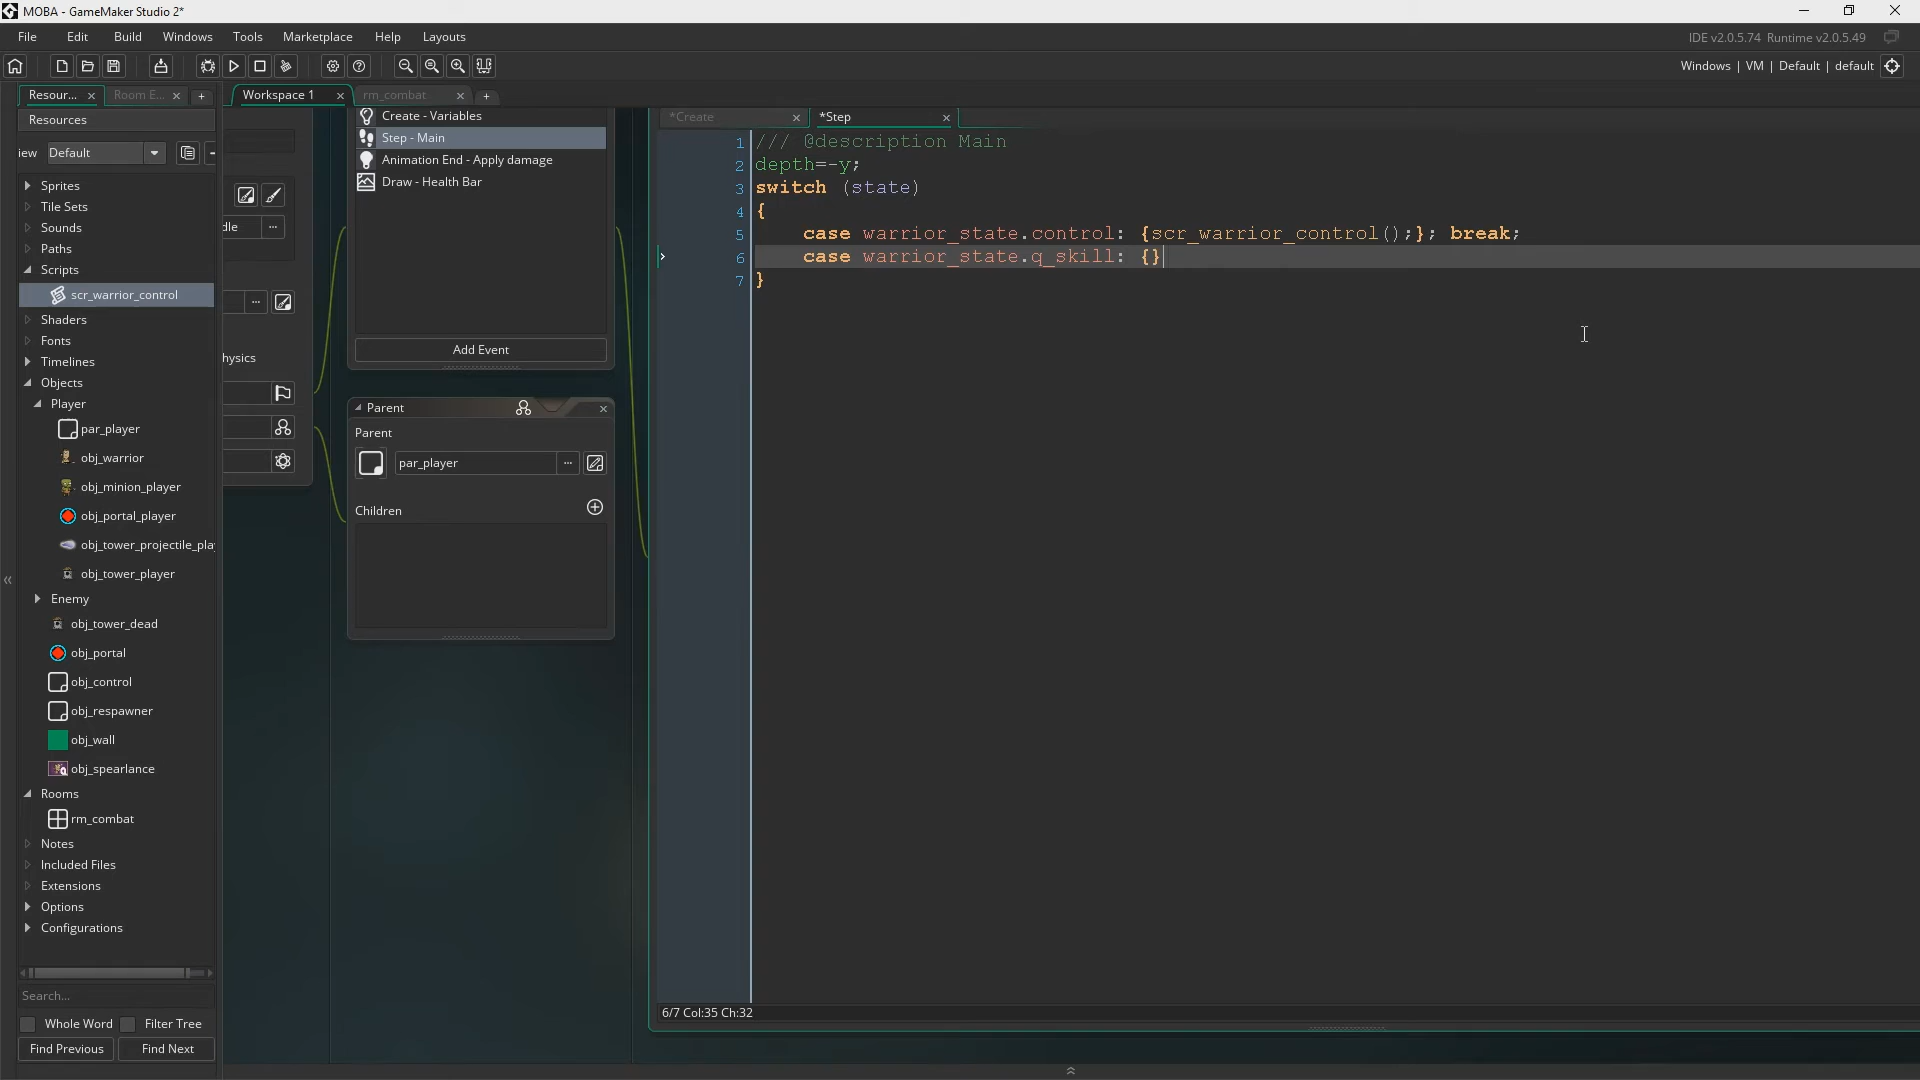 MOBA - GameMaker Studio 2*
File Edit Build Windows Tools Marketplace Help Layouts
IDE v2.0.5.74 Runtime v2.0.5.49
Windows | VM | Default | default
Resour...
Room E...
Workspace 1
rm_combat
Resources
iew Default
Sprites
Tile Sets
Sounds
Paths
Scripts
scr_warrior_control
Shaders
Fonts
Timelines
Objects
Player
par_player
obj_warrior
obj_minion_player
obj_portal_player
obj_tower_projectile_pla
obj_tower_player
Enemy
obj_tower_dead
obj_portal
obj_control
obj_respawner
obj_wall
obj_spearlance
Rooms
rm_combat
Notes
Included Files
Extensions
Options
Configurations
Search...
Whole Word Filter Tree
Find Previous Find Next
dle ...
...
hysics
Create - Variables
Step - Main
Animation End - Apply damage
Draw - Health Bar
Add Event
Parent
Parent
par_player ...
Children
*Create
*Step
1 /// @description Main
2 depth=-y;
3 switch (state)
4 {
5 case warrior_state.control: {scr_warrior_control();}; break;
6 case warrior_state.q_skill: {}
7 }
6/7 Col:35 Ch:32